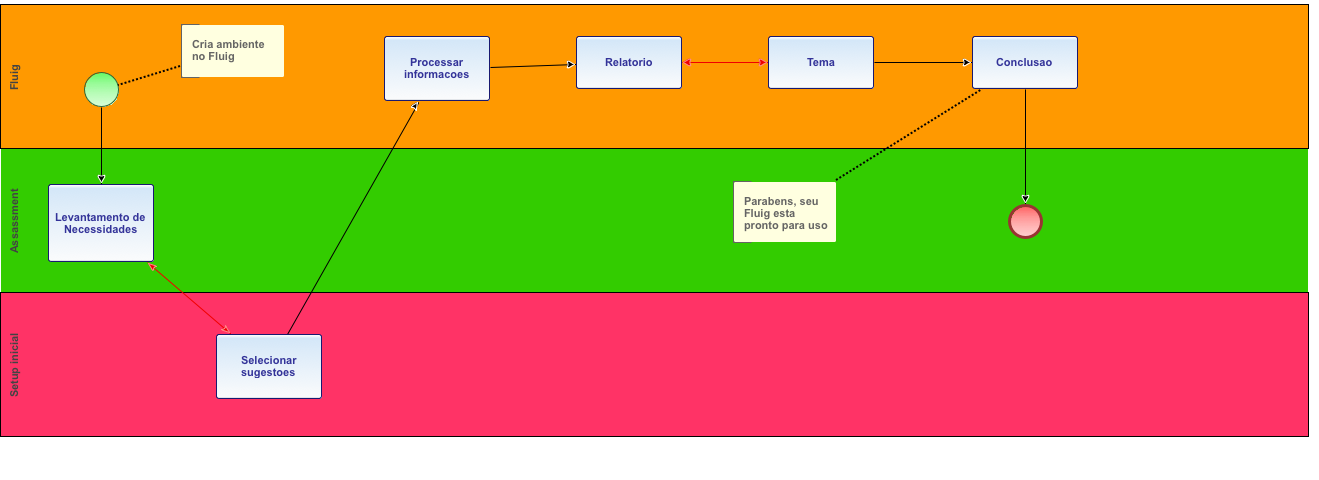 Fluig
Cria ambiente
no Fluig
Processar
informacoes
Relatorio
Tema
Conclusao
Assassment
Levantamento de
Necessidades
Parabens, seu
Fluig esta
pronto para uso
Setup inicial
Selecionar
sugestoes